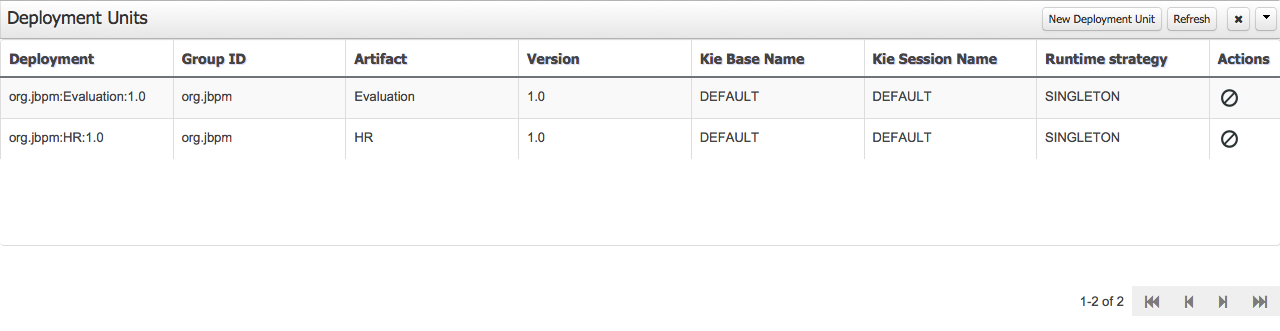 Deployment Units New Deployment Unit Refresh
Deployment Group ID Artifact Version Kie Base Name Kie Session Name Runtime strategy Actions
org.jbpm:Evaluation:1.0 org.jbpm Evaluation 1.0 DEFAULT DEFAULT SINGLETON
org.jbpm:HR:1.0 org.jbpm HR 1.0 DEFAULT DEFAULT SINGLETON
1-2 of 2